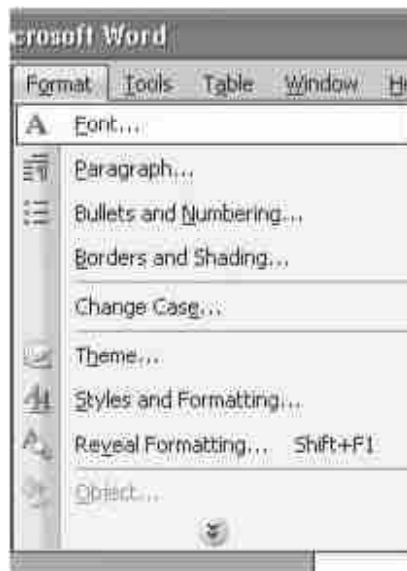 crosoft Word
Format Tools Table Window He
A Font...
Paragraph...
Bullets and Numbering...
Borders and Shading...
Change Case...
Theme...
Styles and Formatting...
Reveal Formatting... Shift+F1
Object...